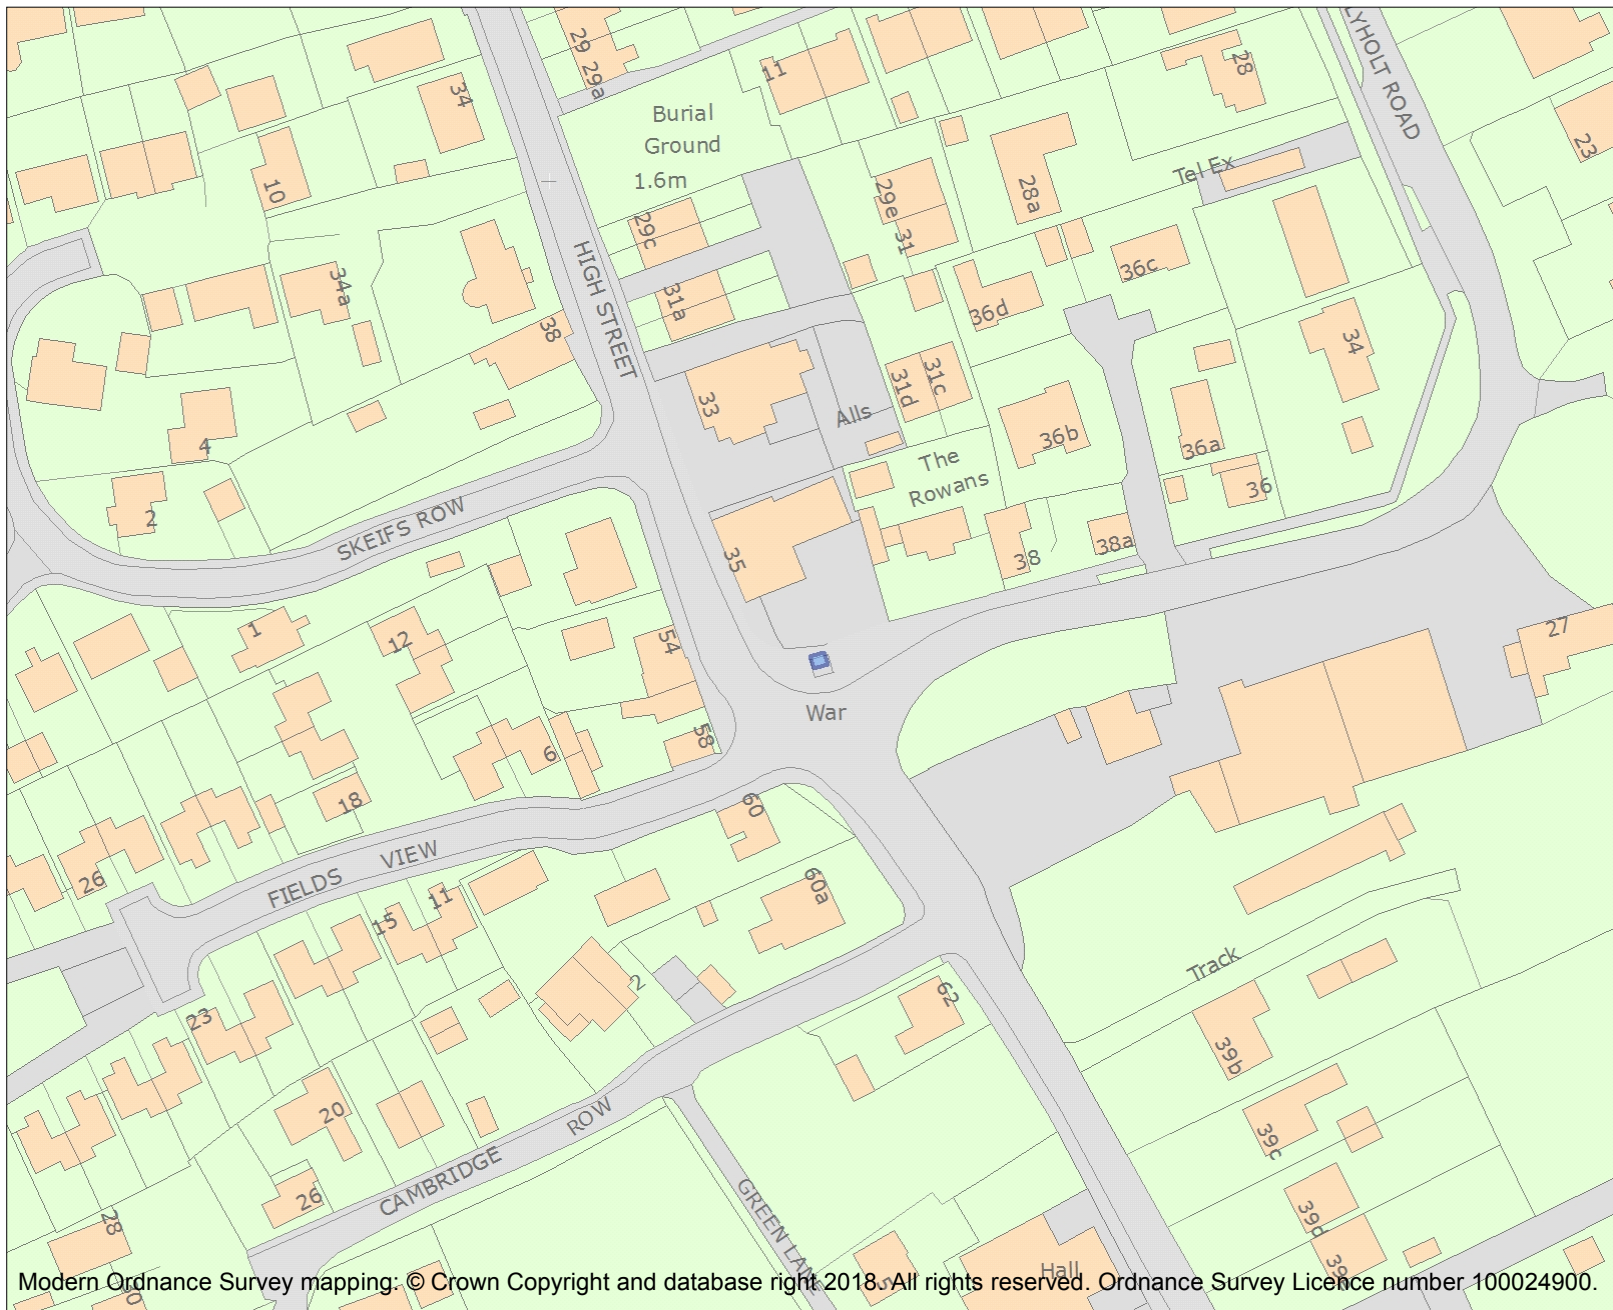 29
29a
11
28
LYHOLT ROAD
34
Burial
Ground
1.6m
10
23
Tel Ex
29e
28a
29c
31
HIGH STREET
36c
34a
31a
36d
38
34
33
31d
31c
Alls
36b
36a
4
The
Rowans
36
2
SKEIFS ROW
35
38
38a
1
12
54
27
War
58
6
18
60
VIEW
FIELDS
26
60a
11
15
Track
2
62
23
39b
20
ROW
39c
CAMBRIDGE
26
28
GREEN LANE
39d
39e
Hall
5
30
Modern Ordnance Survey mapping: © Crown Copyright and database right 2018. All rights reserved. Ordnance Survey Licence number 100024900.